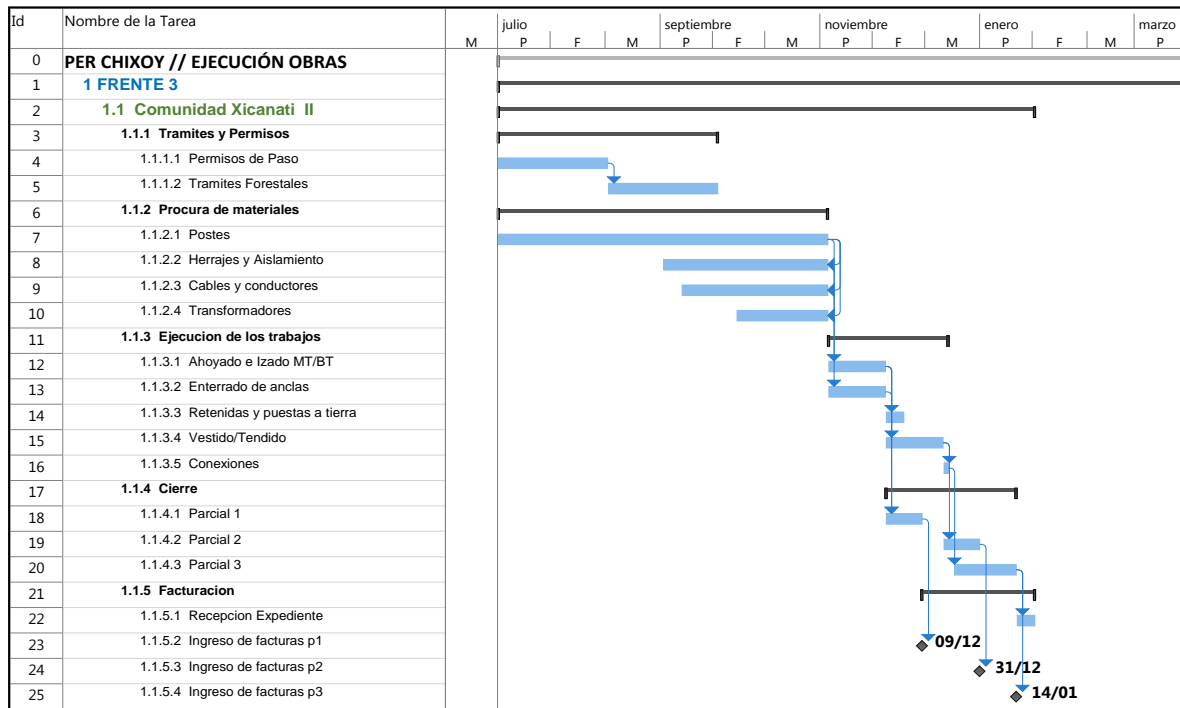 Id Nombre de la Tarea julio septiembre noviembre enero marzo
M P F M P F M P F M P F M P
0 PER CHIXOY // EJECUCIÓN OBRAS
1 1 FRENTE 3
2 1.1 Comunidad Xicanati II
3 1.1.1 Tramites y Permisos
4 1.1.1.1 Permisos de Paso
5 1.1.1.2 Tramites Forestales
6 1.1.2 Procura de materiales
7 1.1.2.1 Postes
8 1.1.2.2 Herrajes y Aislamiento
9 1.1.2.3 Cables y conductores
10 1.1.2.4 Transformadores
11 1.1.3 Ejecucion de los trabajos
12 1.1.3.1 Ahoyado e Izado MT/BT
13 1.1.3.2 Enterrado de anclas
14 1.1.3.3 Retenidas y puestas a tierra
15 1.1.3.4 Vestido/Tendido
16 1.1.3.5 Conexiones
17 1.1.4 Cierre
18 1.1.4.1 Parcial 1
19 1.1.4.2 Parcial 2
20 1.1.4.3 Parcial 3
21 1.1.5 Facturacion
22 1.1.5.1 Recepcion Expediente
23 1.1.5.2 Ingreso de facturas p1 09/12
24 1.1.5.3 Ingreso de facturas p2 31/12
25 1.1.5.4 Ingreso de facturas p3 14/01